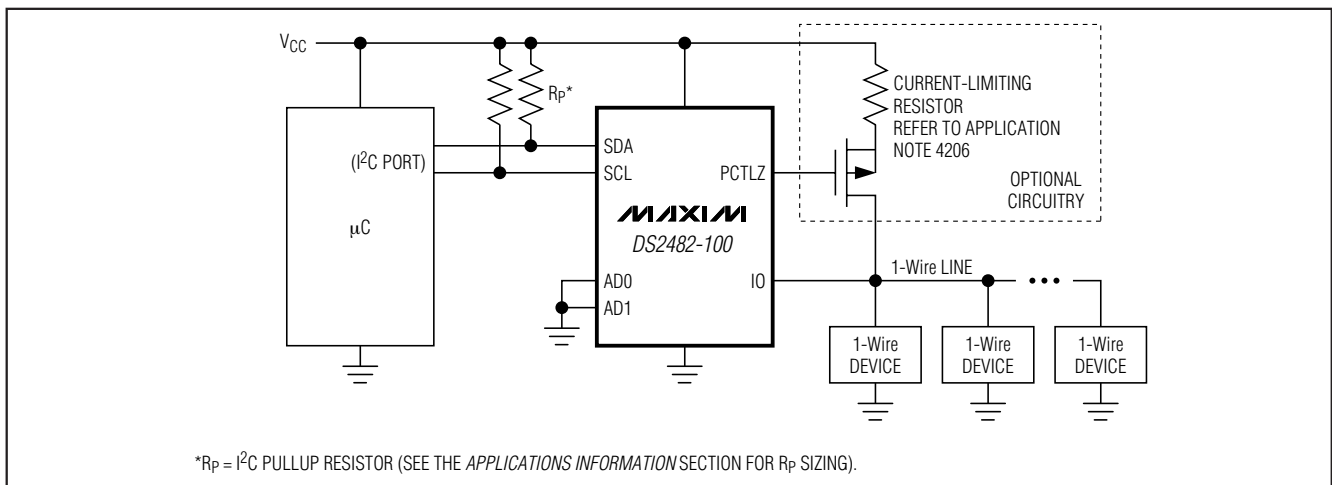 VCC
RP*
CURRENT-LIMITING
RESISTOR
REFER TO APPLICATION
NOTE 4206
OPTIONAL
CIRCUITRY
(I2C PORT)
μC
SDA
SCL
PCTLZ
MAXIM
DS2482-100
AD0
AD1
IO
1-Wire LINE
1-Wire
DEVICE
1-Wire
DEVICE
1-Wire
DEVICE
*RP = I2C PULLUP RESISTOR (SEE THE APPLICATIONS INFORMATION SECTION FOR RP SIZING).